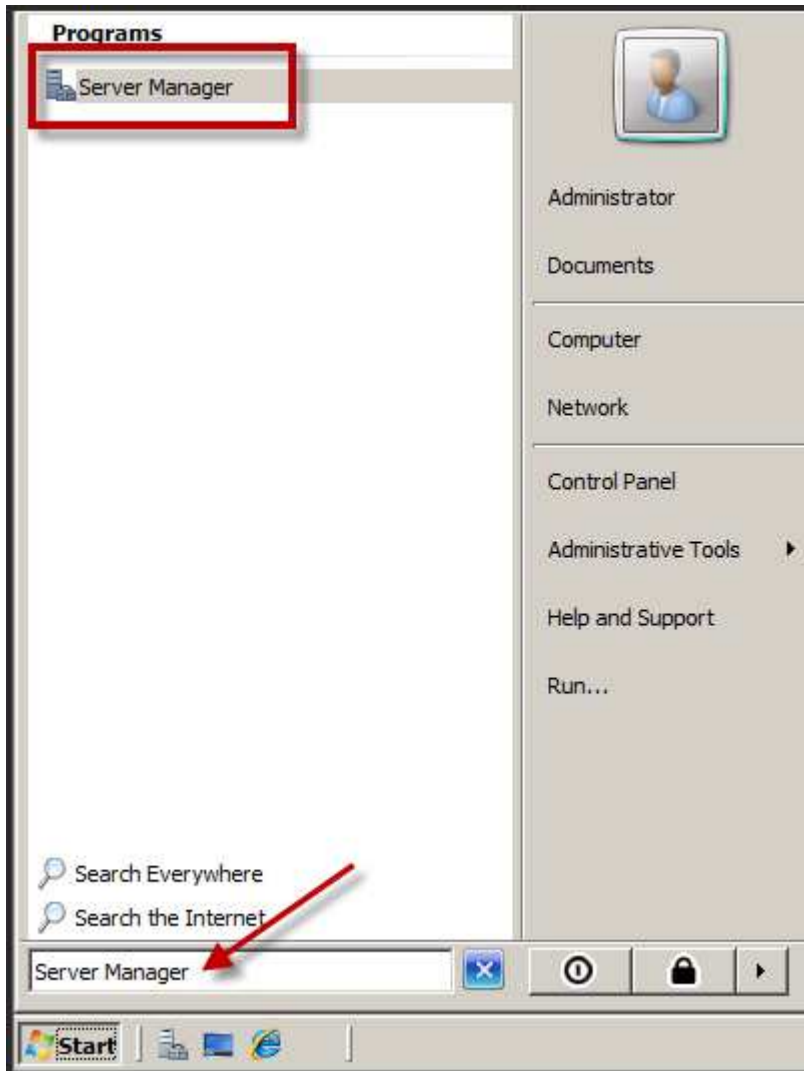 Programs
Server Manager
Search Everywhere
Search the Internet
Server Manager
Administrator
Documents
Computer
Network
Control Panel
Administrative Tools
Help and Support
Run...
Start